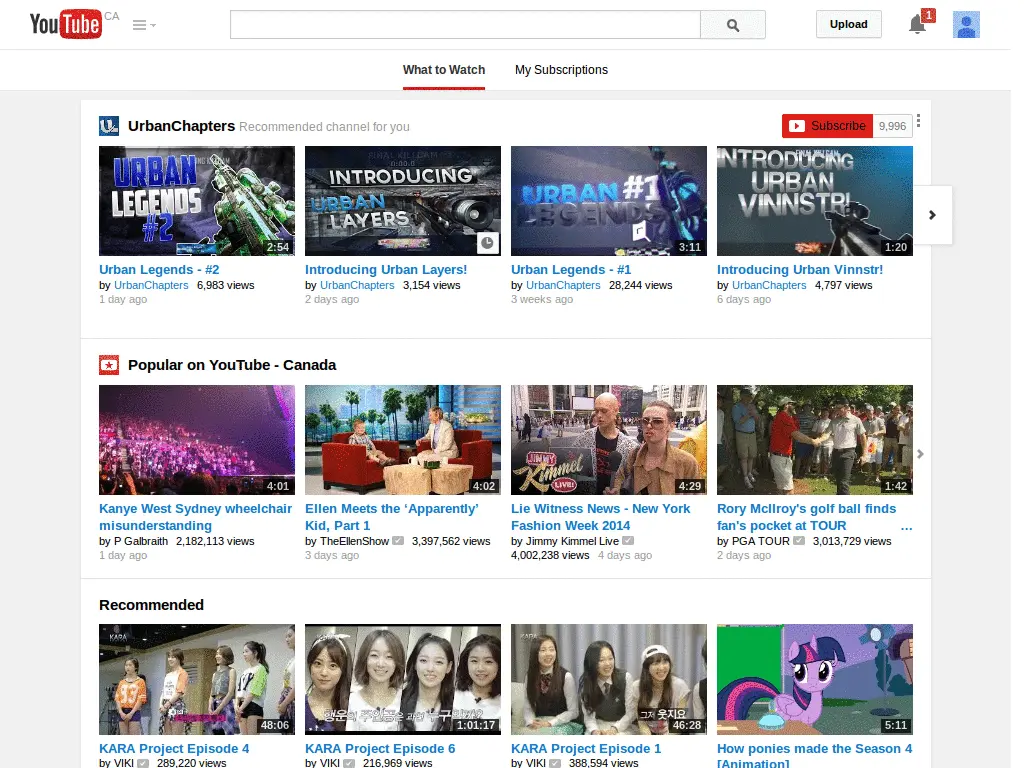 YouTube CA
1
Upload
What to Watch
My Subscriptions
UrbanChapters Recommended channel for you
Subscribe 9,996
URBAN
LEGENDS
#2
2:54
INTRODUCING
URBAN
LAYERS
URBAN #1
LEGENDS
3:11
INTRODUCING
URBAN
VINNSTR!
1:20
Urban Legends - #2
by UrbanChapters 6,983 views
1 day ago
Introducing Urban Layers!
by UrbanChapters 3,154 views
2 days ago
Urban Legends - #1
by UrbanChapters 28,244 views
3 weeks ago
Introducing Urban Vinnstr!
by UrbanChapters 4,797 views
6 days ago
Popular on YouTube - Canada
4:01
4:02
JIMMY
Kimmel
LIVE!
4:29
1:42
Kanye West Sydney wheelchair
misunderstanding
by P Galbraith 2,182,113 views
1 day ago
Ellen Meets the ‘Apparently’
Kid, Part 1
by TheEllenShow 3,397,562 views
3 days ago
Lie Witness News - New York
Fashion Week 2014
by Jimmy Kimmel Live
4,002,238 views 4 days ago
Rory McIlroy's golf ball finds
fan's pocket at TOUR ...
by PGA TOUR 3,013,729 views
2 days ago
Recommended
KARA
48:06
1:01:17
그저 웃지요
46:28
5:11
KARA Project Episode 4
by VIKI 289,220 views
KARA Project Episode 6
by VIKI 216,969 views
KARA Project Episode 1
by VIKI 388,594 views
How ponies made the Season 4
[Animation]